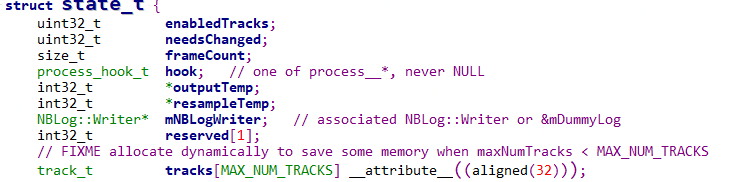 struct state_t {
uint32_t enabledTracks;
uint32_t needsChanged;
size_t frameCount;
process_hook_t hook; // one of process__*, never NULL
int32_t *outputTemp;
int32_t *resampleTemp;
NBLog::Writer* mNBLogWriter; // associated NBLog::Writer or &mDummyLog
int32_t reserved[1];
// FIXME allocate dynamically to save some memory when maxNumTracks < MAX_NUM_TRACKS
track_t tracks[MAX_NUM_TRACKS] __attribute__((aligned(32)));